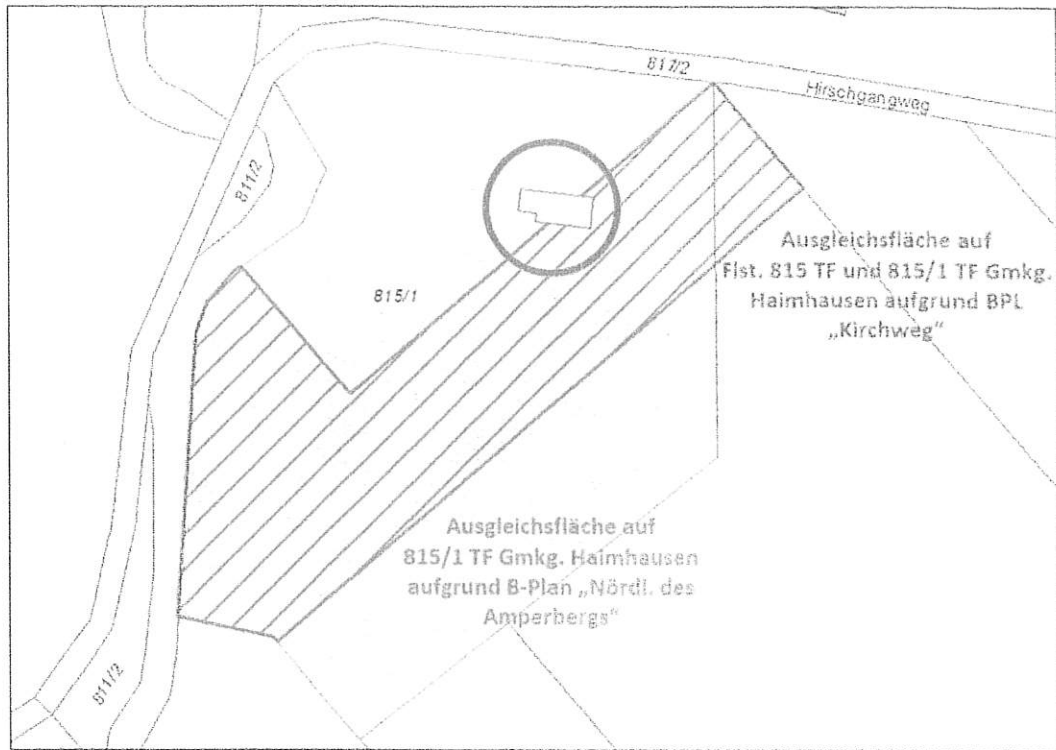 817/2
Hirschgangweg
811/2
Ausgleichsfläche auf
Flst. 815 TF und 815/1 TF Gmkg.
Haimhausen aufgrund BPL
„Kirchweg“
815/1
Ausgleichsfläche auf
815/1 TF Gmkg. Haimhausen
aufgrund B-Plan „Nördl. des
Amperbergs“
811/2